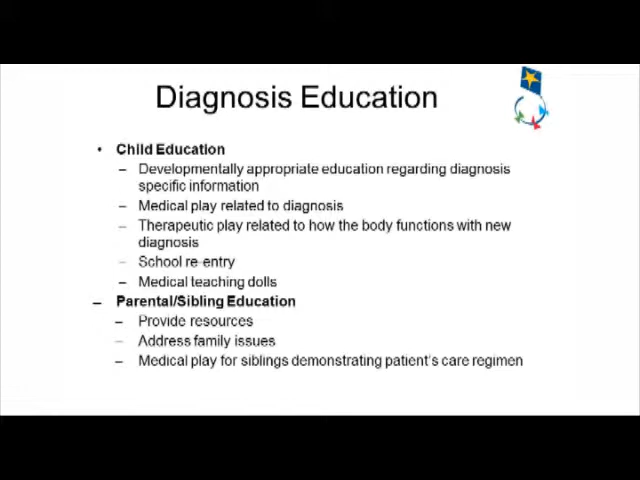 Diagnosis Education
• Child Education
– Developmentally appropriate education regarding diagnosis
specific information
– Medical play related to diagnosis
– Therapeutic play related to how the body functions with new
diagnosis
– School re-entry
– Medical teaching dolls
– Parental/Sibling Education
– Provide resources
– Address family issues
– Medical play for siblings demonstrating patient's care regimen